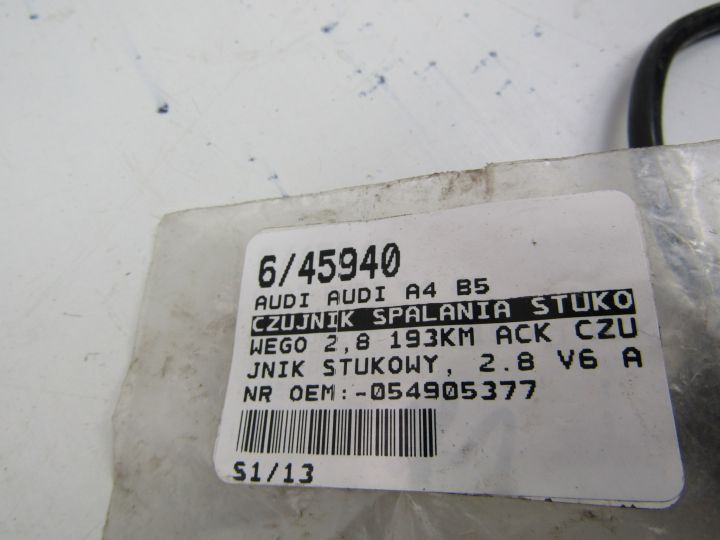 6/45940
AUDI AUDI A4 B5
CZUJNIK SPALANIA STUKO
WEGO 2,8 193KM ACK CZU
JNIK STUKOWY, 2.8 V6 A
NR OEM:-054905377
S1/13